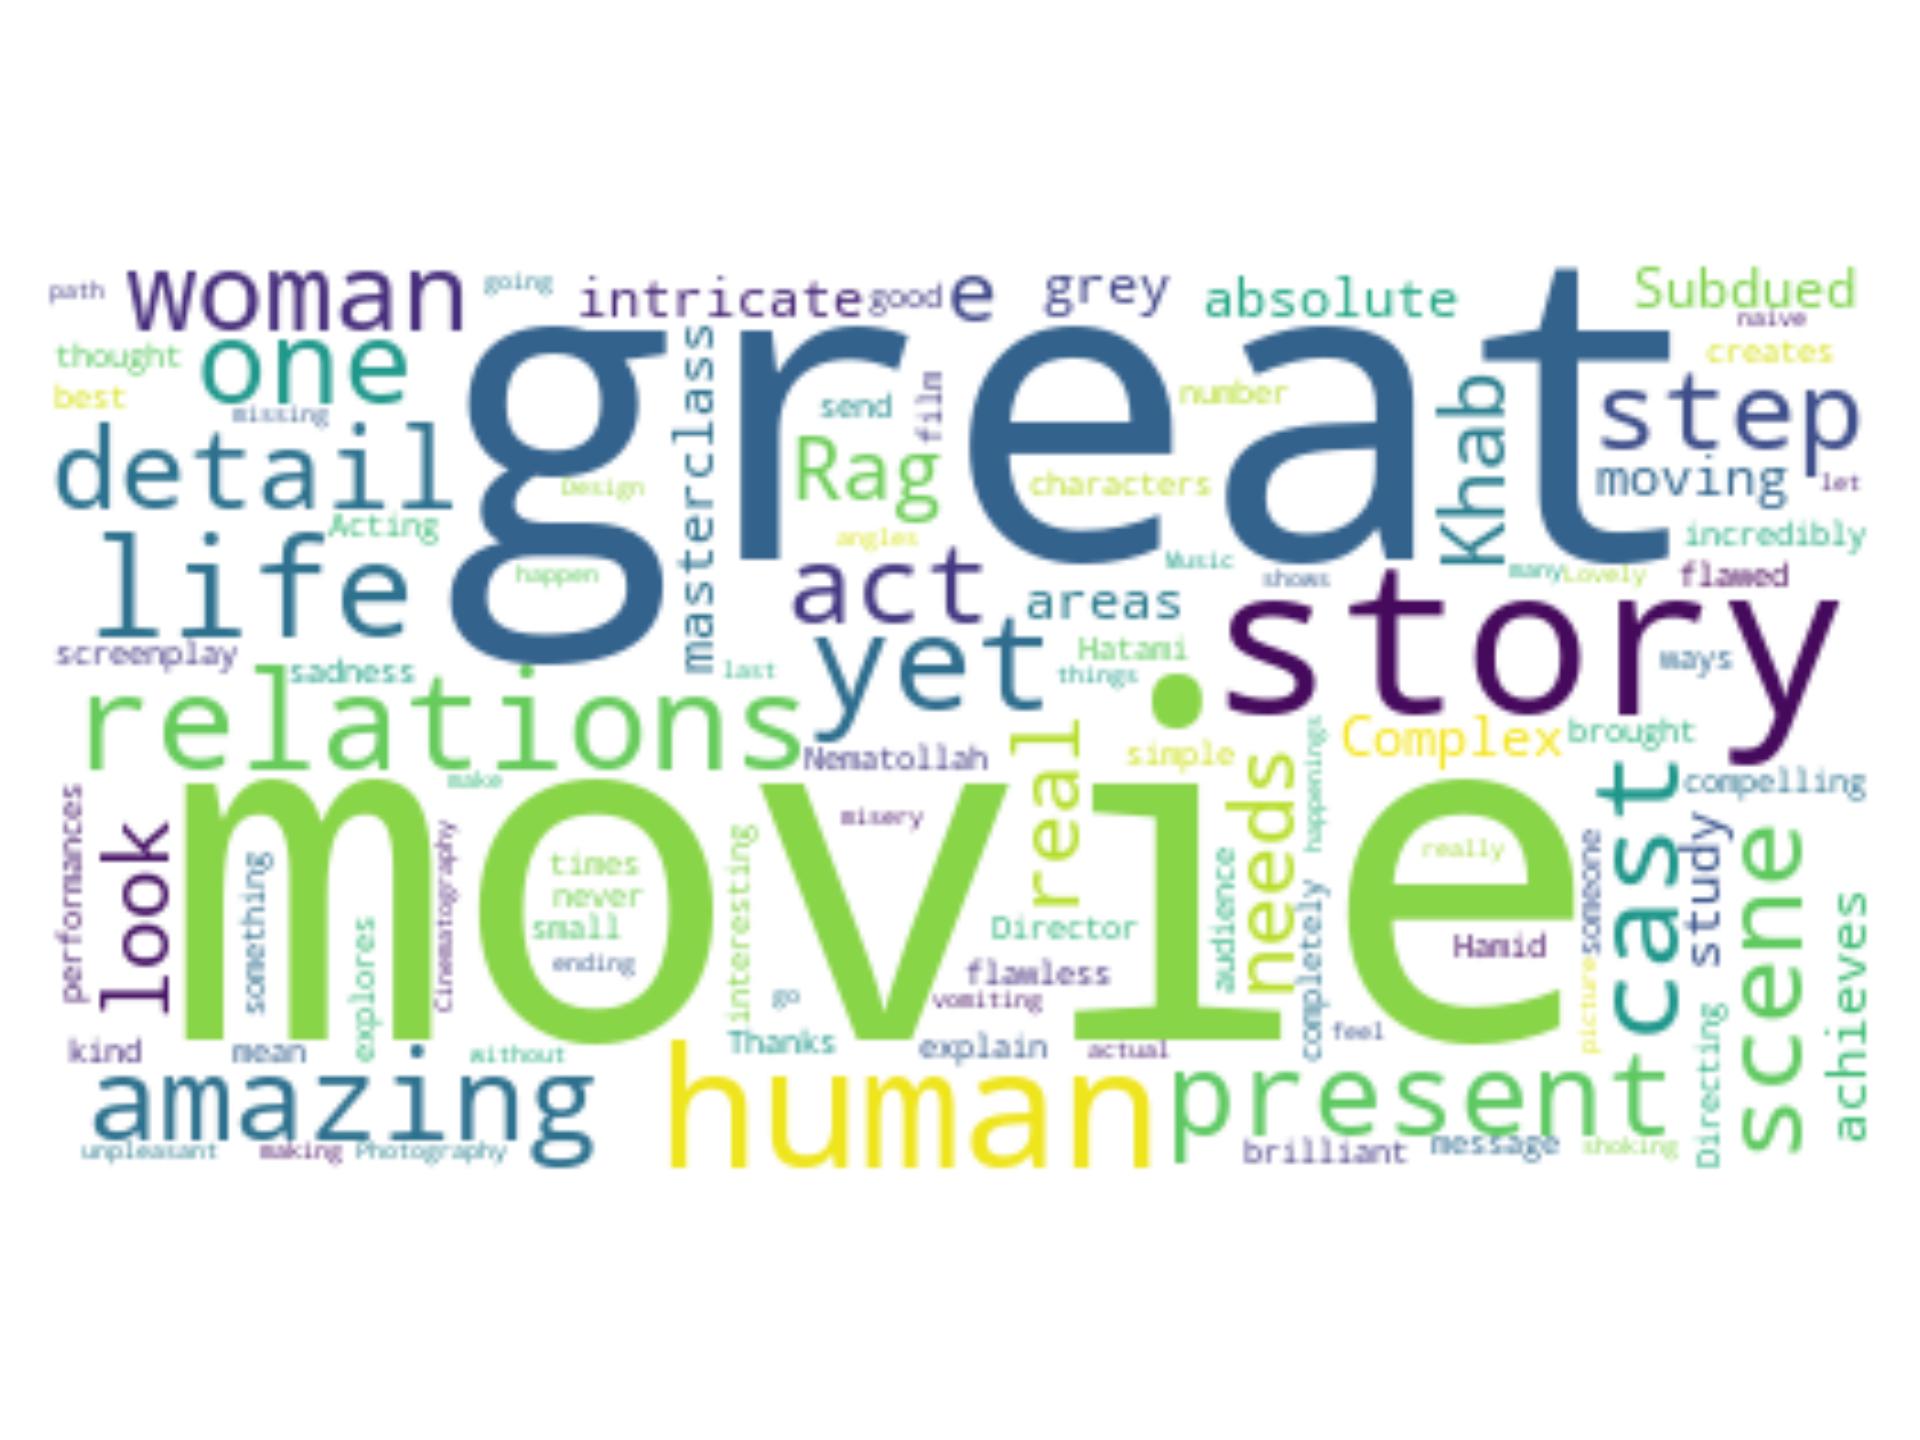 path
woman
going
intricate
good
e
grey
absolute
Subdued
naive
thought
one
great
masterclass
creates
best
missing
send
film
number
Khab
step
detail
Design
Rag
characters
moving
let
life
Acting
angles
incredibly
happen
act
Music
shows
many
Lovely
flawed
areas
story
screenplay
sadness
yet
Hatami
ways
relations
last
things
Nematollah
real
simple
happenings
Complex
brought
make
movie
needs
cast
compelling
performances
look
something
explores
Cinematography
times
never
small
ending
interesting
misery
Director
flawless
go
vomiting
audience
completely
really
Hamid
someone
picture
study
scene
achieves
kind
mean
without
Thanks
explain
actual
feel
Directing
amazing
human
present
unpleasant
making
Photography
brilliant
message
shoking